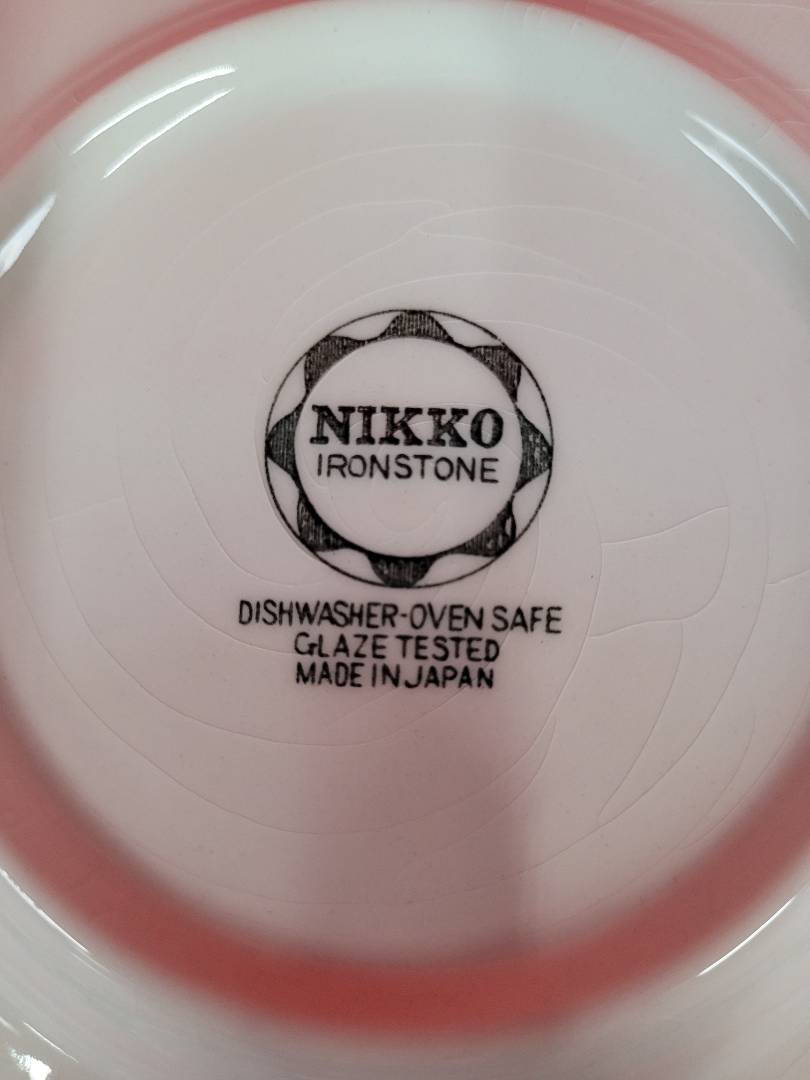 NIKKO
IRONSTONE
DISHWASHER-OVEN SAFE
GLAZE TESTED
MADE IN JAPAN